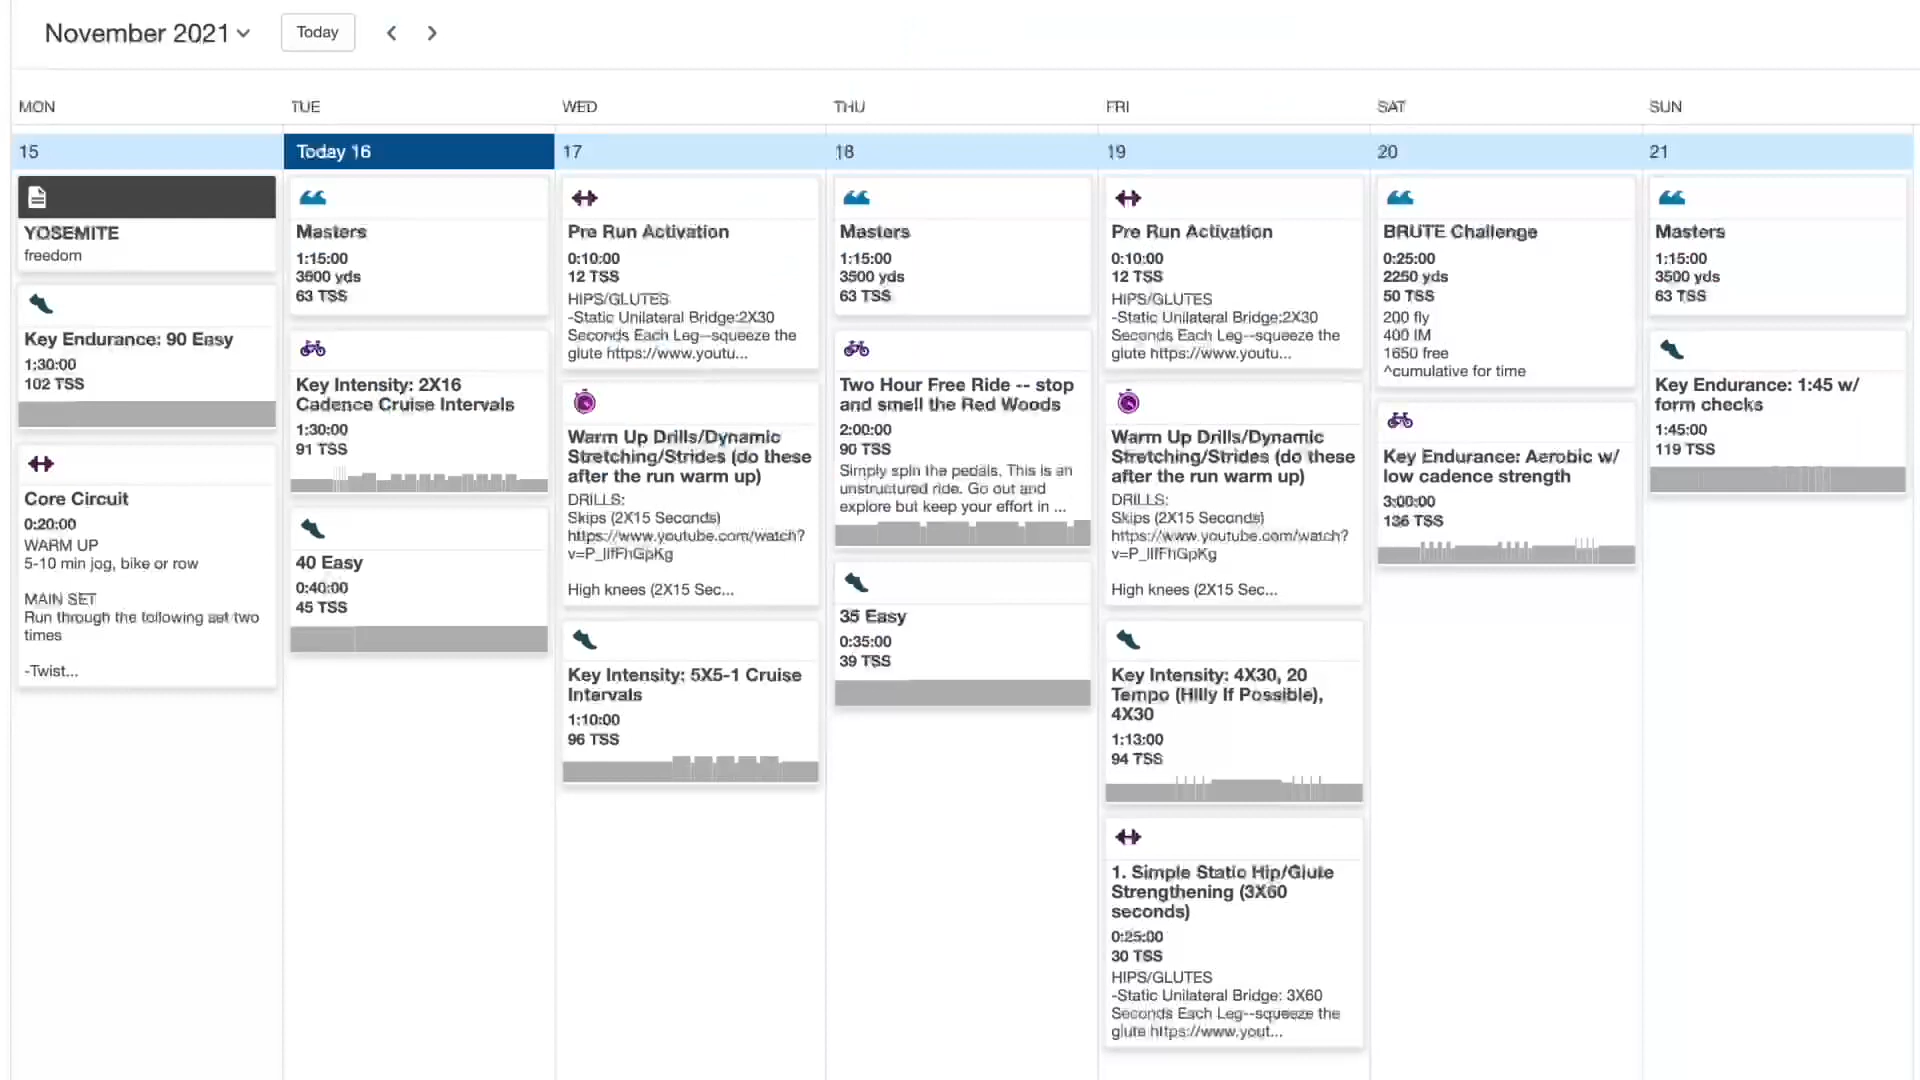 November 2021
Today
MON
TUE
WED
THU
FRI
SAT
SUN
15
Today 16
17
18
19
20
21
YOSEMITE
freedom
Key Endurance: 90 Easy
1:30:00
102 TSS
Core Circuit
0:20:00
WARM UP
5-10 min jog, bike or row
MAIN SET
Run through the following set two
times
-Twist...
Masters
1:15:00
3500 yds
63 TSS
Key Intensity: 2X16
Cadence Cruise Intervals
1:30:00
91 TSS
40 Easy
0:40:00
45 TSS
Pre Run Activation
0:10:00
12 TSS
HIPS/GLUTES
-Static Unilateral Bridge:2X30
Seconds Each Leg--squeeze the
glute https://www.youtu...
Warm Up Drills/Dynamic
Stretching/Strides (do these
after the run warm up)
DRILLS:
Skips (2X15 Seconds)
https://www.youtube.com/watch?
High knees (2X15 Sec...
Key Intensity: 5X5-1 Cruise
Intervals
1:10:00
96 TSS
Masters
1:15:00
3500 yds
63 TSS
Two Hour Free Ride -- stop
and smell the Red Woods
2:00:00
90 TSS
Simply spin the pedals. This is an
unstructured ride. Go out and
explore but keep your effort in ...
35 Easy
0:35:00
39 TSS
Pre Run Activation
0:10:00
12 TSS
HIPS/GLUTES
-Static Unilateral Bridge:2X30
Seconds Each Leg--squeeze the
glute https://www.youtu...
Warm Up Drills/Dynamic
Stretching/Strides (do these
after the run warm up)
DRILLS:
Skips (2X15 Seconds)
https://www.youtube.com/watch?
High knees (2X15 Sec...
Key Intensity: 4X30, 20
Tempo (Hilly If Possible),
4X30
1:13:00
94 TSS
1. Simple Static Hip/Glute
Strengthening (3X60
seconds)
0:25:00
30 TSS
HIPS/GLUTES
-Static Unilateral Bridge: 3X60
Seconds Each Leg--squeeze the
glute https://www.yout...
BRUTE Challenge
0:25:00
2250 yds
50 TSS
200 fly
400 IM
1650 free
^cumulative for time
Key Endurance: Aerobic w/
low cadence strength
3:00:00
136 TSS
Masters
1:15:00
3500 yds
63 TSS
Key Endurance: 1:45 w/
form checks
1:45:00
119 TSS